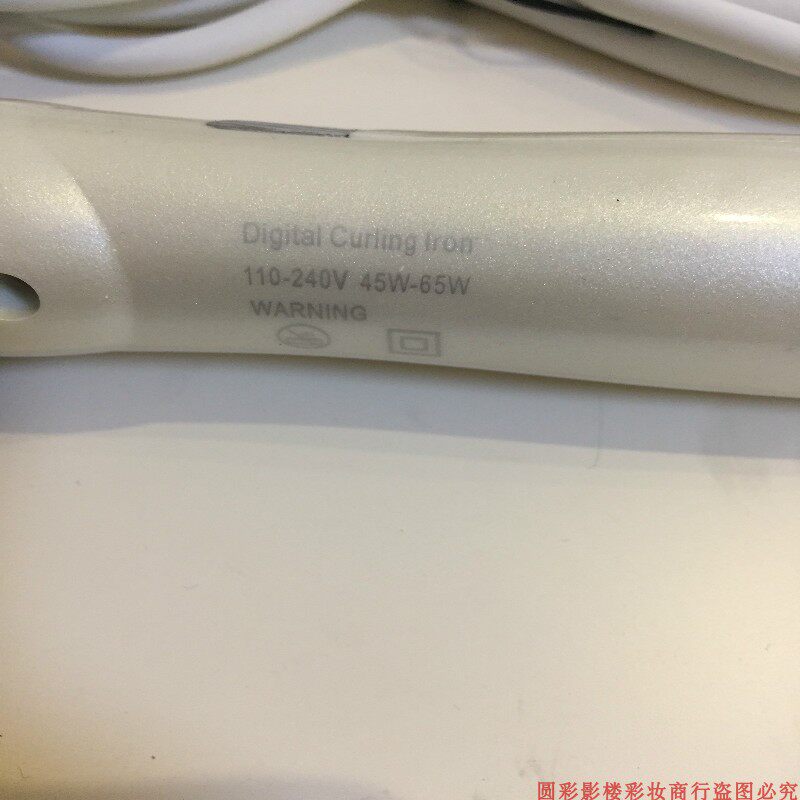 Digital Curling Iron
110-240V 45W-65W
WARNING
圆彩影楼彩妆商行盗图必究